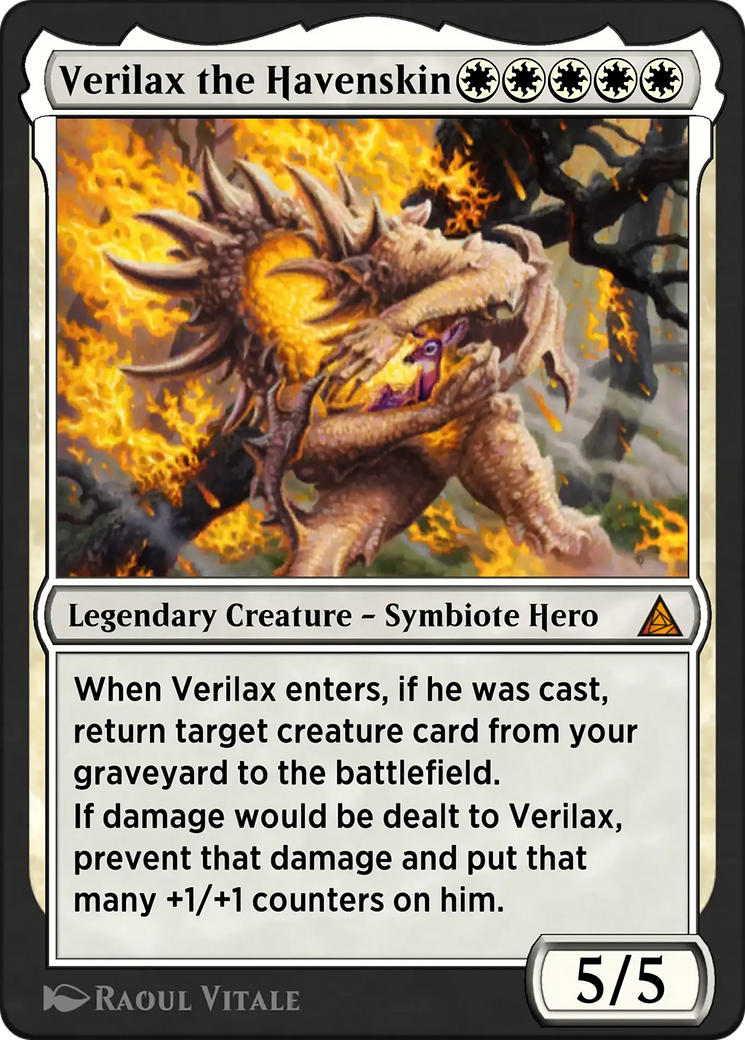 Verilax the Havenskin
Legendary Creature – Symbiote Hero
When Verilax enters, if he was cast,
return target creature card from your
graveyard to the battlefield.
If damage would be dealt to Verilax,
prevent that damage and put that
many +1/+1 counters on him.
5/5
Raoul Vitale